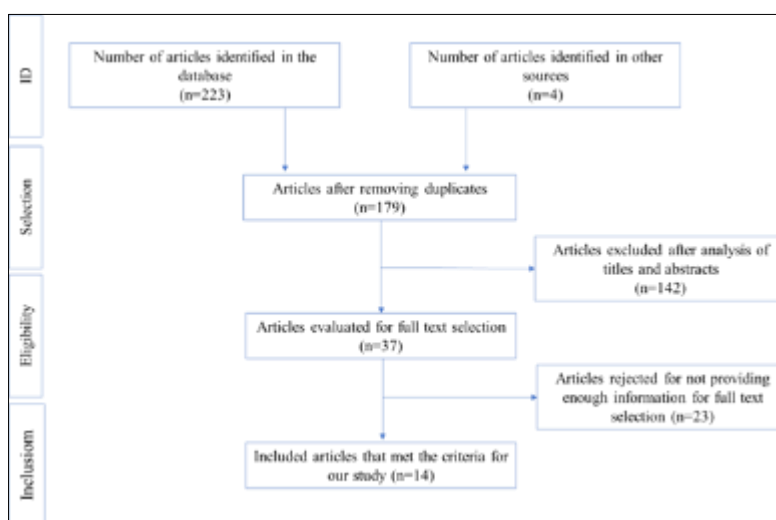 ID
Number of articles identified in the
database
(n=223)
Number of articles identified in other
sources
(n=4)
Selection
Articles after removing duplicates
(n=179)
Articles excluded after analysis of
titles and abstracts
(n=142)
Eligibility
Articles evaluated for full text selection
(n=37)
Articles rejected for not providing
enough information for full text
selection (n=23)
Inclusiom
Included articles that met the criteria for
our study (n=14)